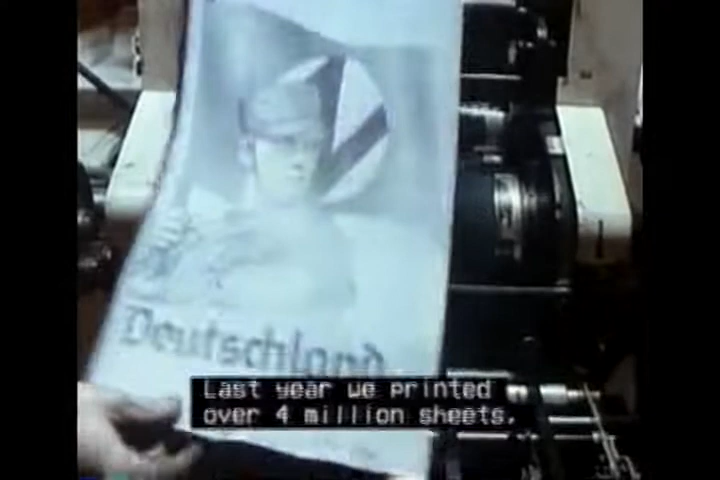 Deutschland
Last year we printed
over 4 million sheets.